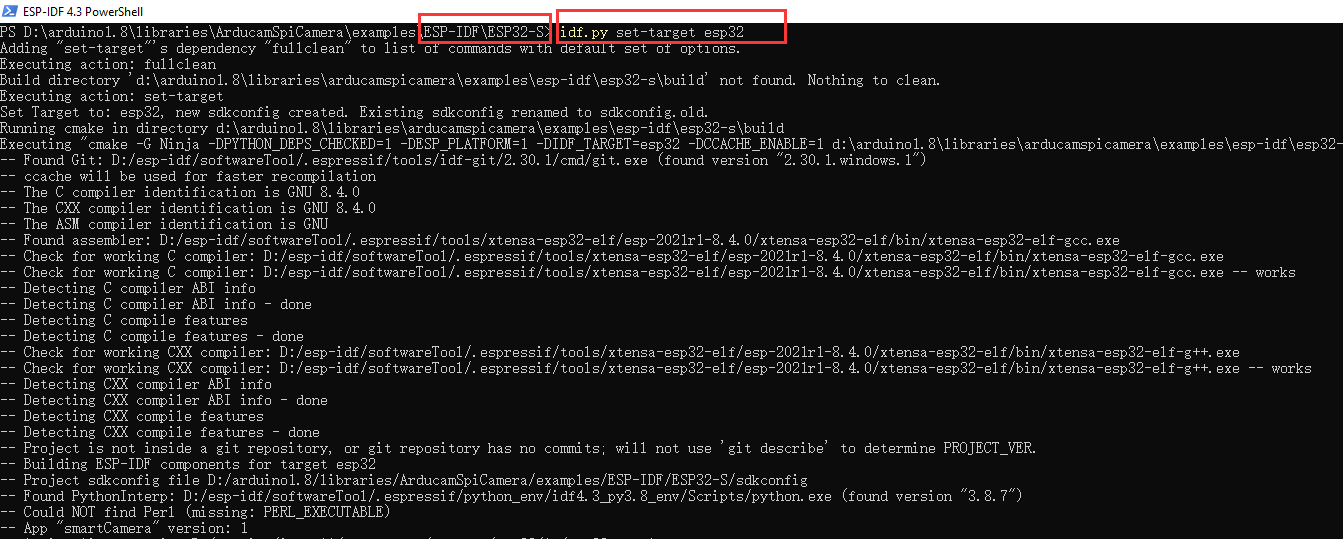 ESP-IDF 4.3 PowerShell
PS D:\arduino1.8\libraries\ArducamSpiCamera\examples\ESP-IDF\ESP32-S> idf.py set-target esp32
Adding "set-target"'s dependency "fullclean" to list of commands with default set of options.
Executing action: fullclean
Build directory 'd:\arduino1.8\libraries\arducamspicamera\examples\esp-idf\esp32-s\build' not found. Nothing to clean.
Executing action: set-target
Set Target to: esp32, new sdkconfig created. Existing sdkconfig renamed to sdkconfig.old.
Running cmake in directory d:\arduino1.8\libraries\arducamspicamera\examples\esp-idf\esp32-s\build
Executing "cmake -G Ninja -DPYTHON_DEPS_CHECKED=1 -DESP_PLATFORM=1 -DIDF_TARGET=esp32 -DCCACHE_ENABLE=1 d:\arduino1.8\libraries\arducamspicamera\examples\esp-idf\esp32-
-- Found Git: D:/esp-idf/softwareTool/.espressif/tools/idf-git/2.30.1/cmd/git.exe (found version "2.30.1.windows.1")
-- ccache will be used for faster recompilation
-- The C compiler identification is GNU 8.4.0
-- The CXX compiler identification is GNU 8.4.0
-- The ASM compiler identification is GNU
-- Found assembler: D:/esp-idf/softwareTool/.espressif/tools/xtensa-esp32-elf/esp-2021r1-8.4.0/xtensa-esp32-elf/bin/xtensa-esp32-elf-gcc.exe
-- Check for working C compiler: D:/esp-idf/softwareTool/.espressif/tools/xtensa-esp32-elf/esp-2021r1-8.4.0/xtensa-esp32-elf/bin/xtensa-esp32-elf-gcc.exe
-- Check for working C compiler: D:/esp-idf/softwareTool/.espressif/tools/xtensa-esp32-elf/esp-2021r1-8.4.0/xtensa-esp32-elf/bin/xtensa-esp32-elf-gcc.exe -- works
-- Detecting C compiler ABI info
-- Detecting C compiler ABI info - done
-- Detecting C compile features
-- Detecting C compile features - done
-- Check for working CXX compiler: D:/esp-idf/softwareTool/.espressif/tools/xtensa-esp32-elf/esp-2021r1-8.4.0/xtensa-esp32-elf/bin/xtensa-esp32-elf-g++.exe
-- Check for working CXX compiler: D:/esp-idf/softwareTool/.espressif/tools/xtensa-esp32-elf/esp-2021r1-8.4.0/xtensa-esp32-elf/bin/xtensa-esp32-elf-g++.exe -- works
-- Detecting CXX compiler ABI info
-- Detecting CXX compiler ABI info - done
-- Detecting CXX compile features
-- Detecting CXX compile features - done
-- Project is not inside a git repository, or git repository has no commits; will not use 'git describe' to determine PROJECT_VER.
-- Building ESP-IDF components for target esp32
-- Project sdkconfig file D:/arduino1.8/libraries/ArducamSpiCamera/examples/ESP-IDF/ESP32-S/sdkconfig
-- Found PythonInterp: D:/esp-idf/softwareTool/.espressif/python_env/idf4.3_py3.8_env/Scripts/python.exe (found version "3.8.7")
-- Could NOT find Perl (missing: PERL_EXECUTABLE)
-- App "smartCamera" version: 1